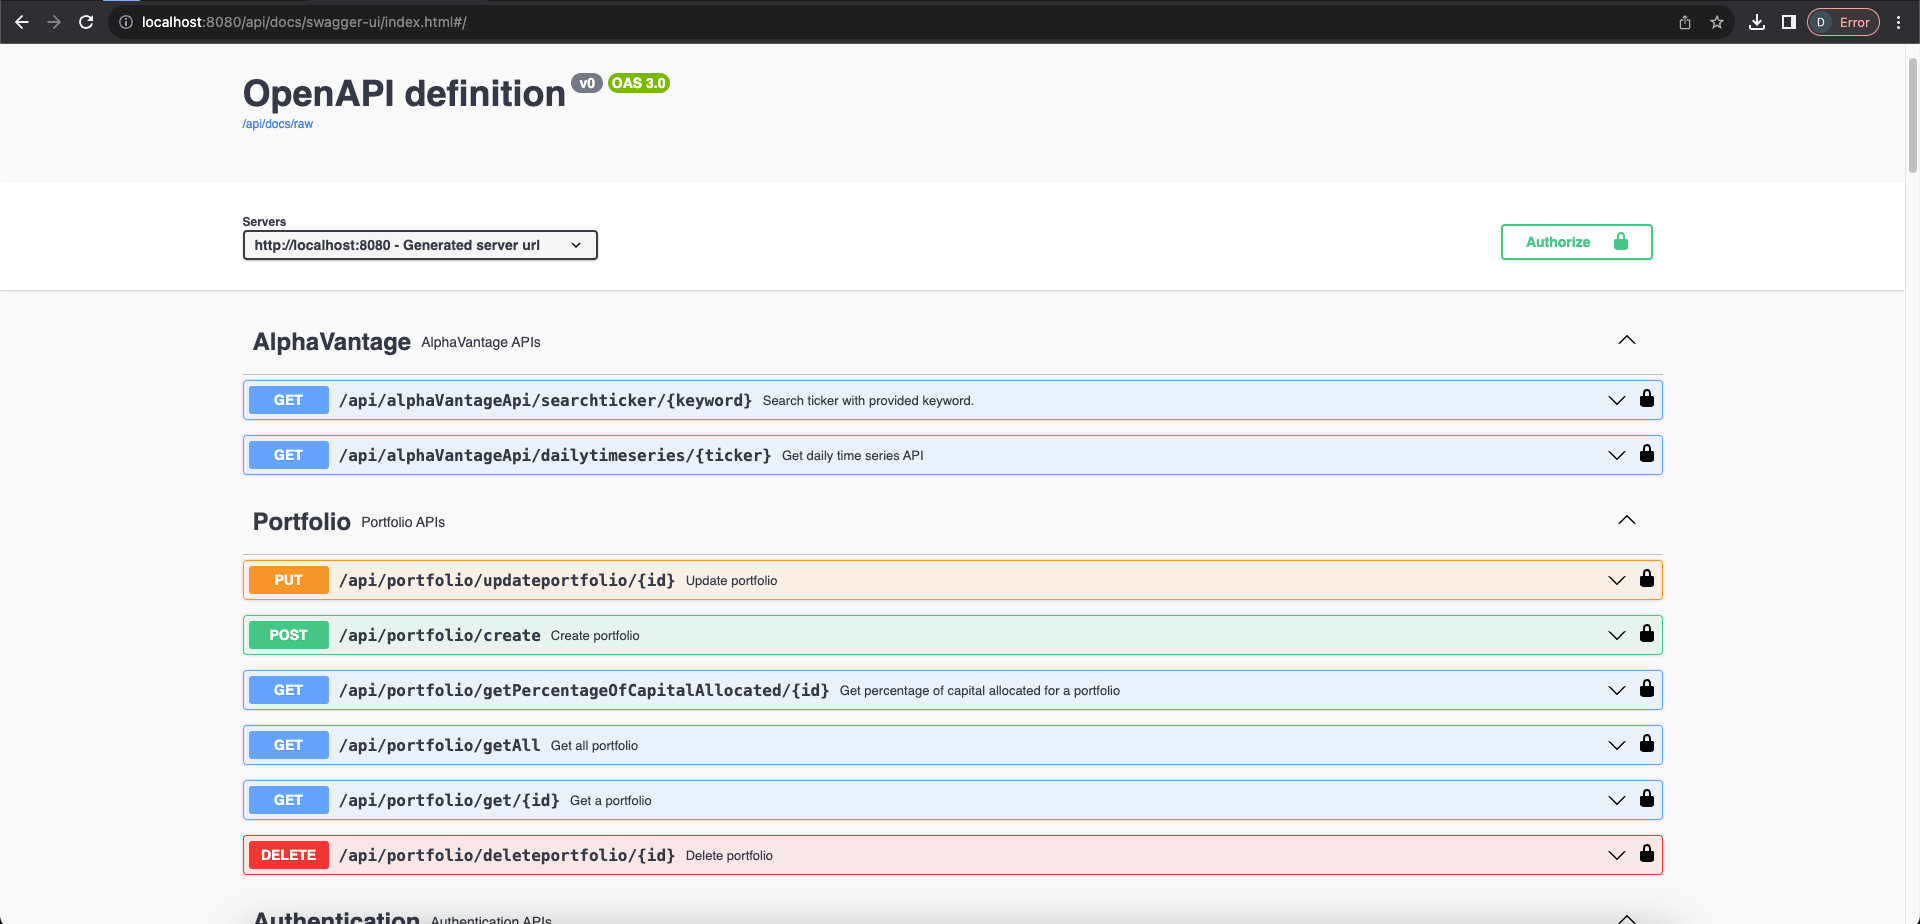 localhost:8080/api/docs/swagger-ui/index.html#/
D Error
OpenAPI definition v0 OAS 3.0
/api/docs/raw
Servers
http://localhost:8080 - Generated server url
Authorize
AlphaVantage AlphaVantage APIs
GET /api/alphaVantageApi/searchticker/{keyword} Search ticker with provided keyword.
GET /api/alphaVantageApi/dailytimeseries/{ticker} Get daily time series API
Portfolio Portfolio APIs
PUT /api/portfolio/updateportfolio/{id} Update portfolio
POST /api/portfolio/create Create portfolio
GET /api/portfolio/getPercentageOfCapitalAllocated/{id} Get percentage of capital allocated for a portfolio
GET /api/portfolio/getAll Get all portfolio
GET /api/portfolio/get/{id} Get a portfolio
DELETE /api/portfolio/deleteportfolio/{id} Delete portfolio
Authentication Authentication APIs